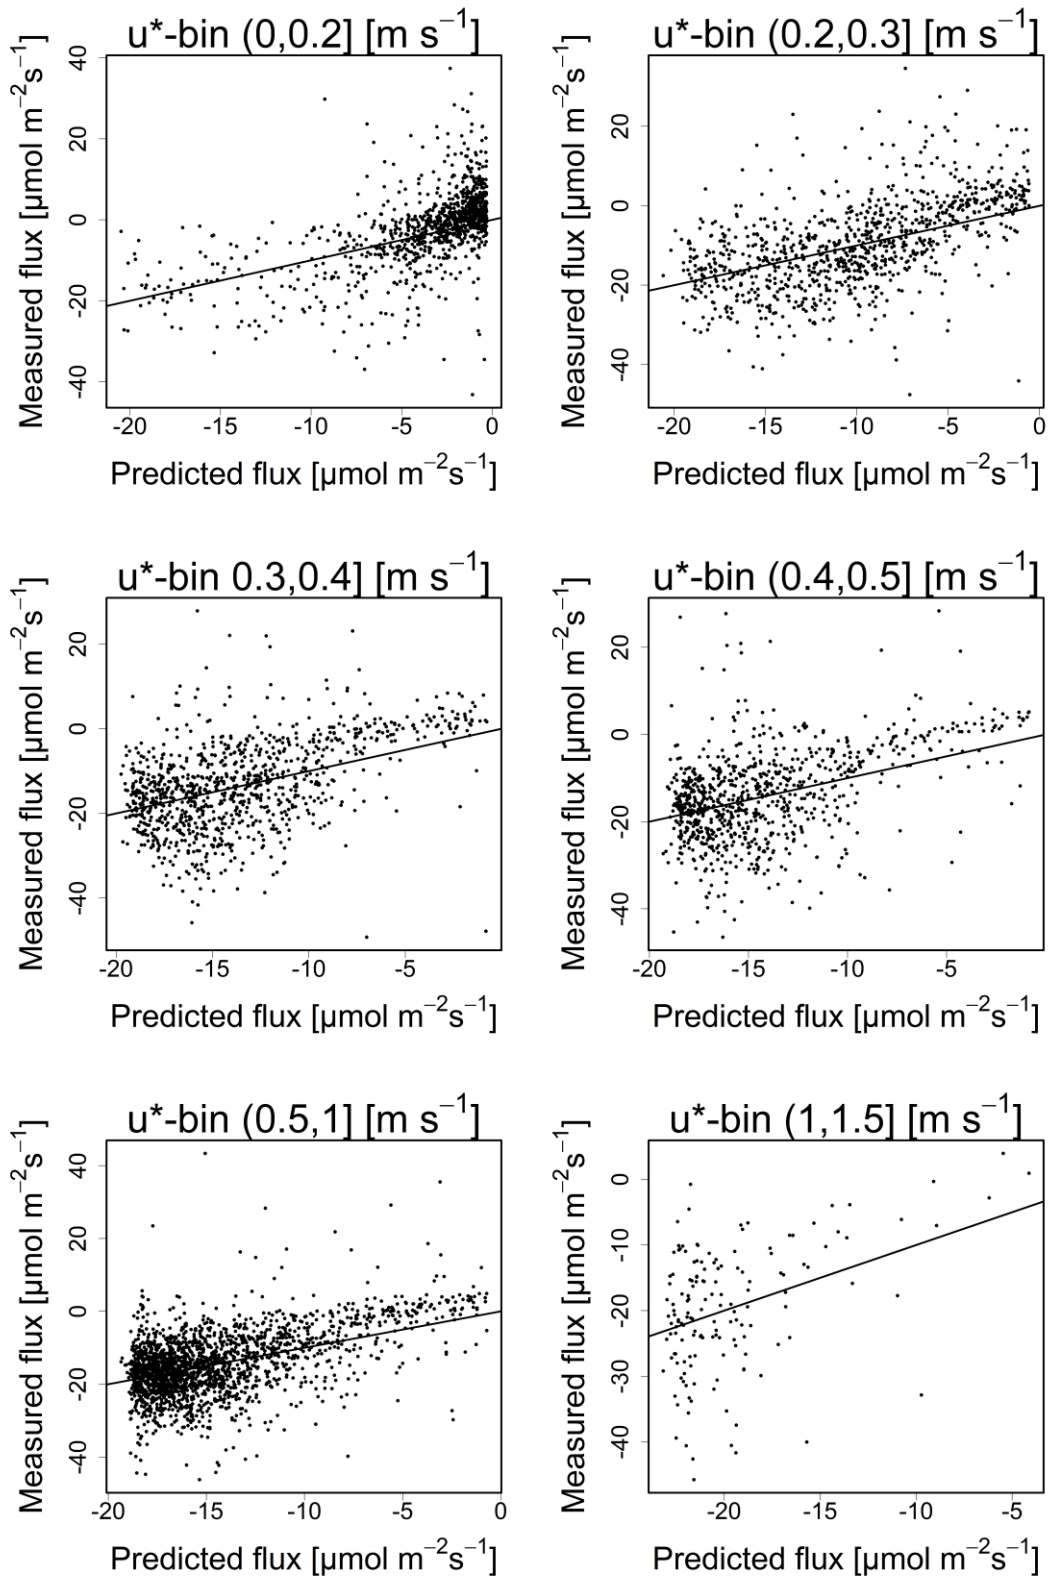 u*-bin (0,0.2] [m s⁻¹]
Measured flux [µmol m⁻²s⁻¹]
40
20
0
-20
-40
-20 -15 -10 -5 0
Predicted flux [µmol m⁻²s⁻¹]
u*-bin (0.2,0.3] [m s⁻¹]
Measured flux [µmol m⁻²s⁻¹]
20
0
-20
-40
-20 -15 -10 -5 0
Predicted flux [µmol m⁻²s⁻¹]
u*-bin 0.3,0.4] [m s⁻¹]
Measured flux [µmol m⁻²s⁻¹]
20
0
-20
-40
-20 -15 -10 -5
Predicted flux [µmol m⁻²s⁻¹]
u*-bin (0.4,0.5] [m s⁻¹]
Measured flux [µmol m⁻²s⁻¹]
20
0
-20
-40
-20 -15 -10 -5
Predicted flux [µmol m⁻²s⁻¹]
u*-bin (0.5,1] [m s⁻¹]
Measured flux [µmol m⁻²s⁻¹]
40
20
0
-20
-40
-20 -15 -10 -5 0
Predicted flux [µmol m⁻²s⁻¹]
u*-bin (1,1.5] [m s⁻¹]
Measured flux [µmol m⁻²s⁻¹]
0
-10
-20
-30
-40
-20 -15 -10 -5
Predicted flux [µmol m⁻²s⁻¹]